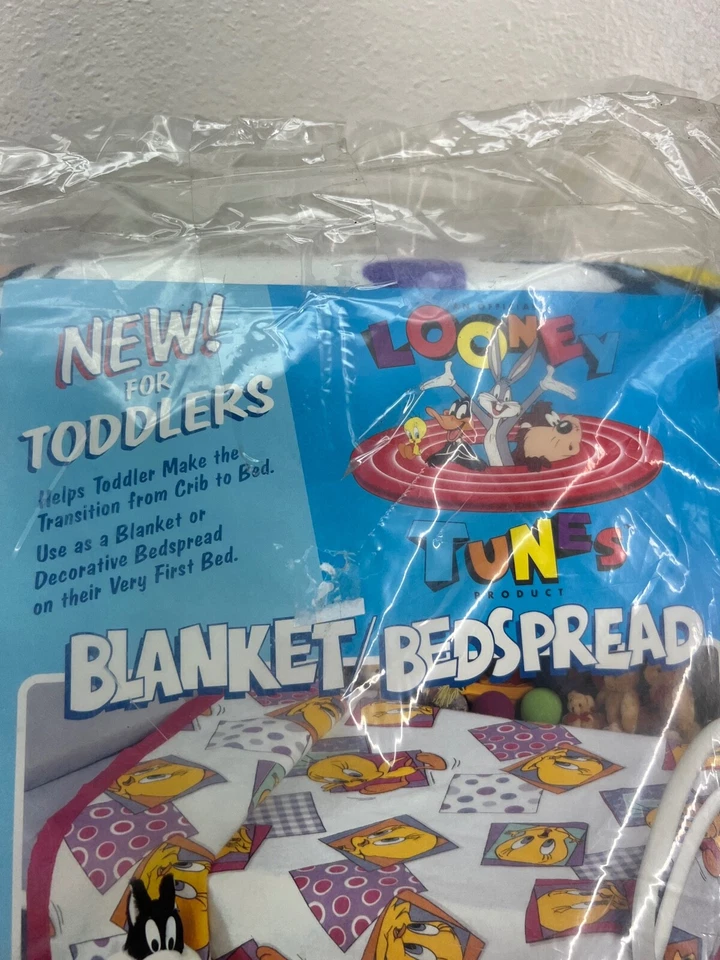 NEW!
FOR
TODDLERS
Helps Toddler Make the
Transition from Crib to Bed.
Use as a Blanket or
Decorative Bedspread
on their Very First Bed.
LOONEY
TUNES
PRODUCT
BLANKET/BEDSPREAD